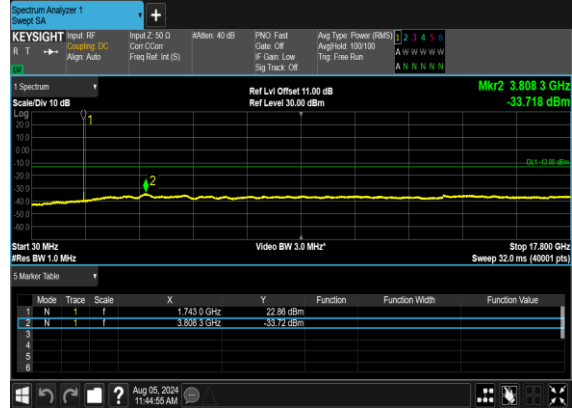 Spectrum Analyzer 1
Swept SA
KEYSIGHT Input: RF Input Z: 50 Ω #Atten: 40 dB PNO: Fast Avg Type: Power (RMS) 1 2 3 4 5 6
R T Coupling: DC Corr CCorr Gate: Off Avg|Hold: 100/100 A W W W W W
Align: Auto Freq Ref: Int (S) IF Gain: Low Trig: Free Run
Sig Track: Off A N N N N N
1 Spectrum Ref Lvl Offset 11.00 dB Mkr2 3.808 3 GHz
Scale/Div 10 dB Ref Level 30.00 dBm -33.718 dBm
Log
20.0 1
10.0
0.00
-10.0 DL1 -13.00 dBm
-20.0
-30.0 2
-40.0
-50.0
-60.0
Start 30 MHz Video BW 3.0 MHz* Stop 17.800 GHz
#Res BW 1.0 MHz Sweep 32.0 ms (40001 pts)
5 Marker Table
Mode Trace Scale X Y Function Function Width Function Value
1 N 1 f 1.743 0 GHz 22.86 dBm
2 N 1 f 3.808 3 GHz -33.72 dBm
3
4
5
6
? Aug 05, 2024
11:44:55 AM